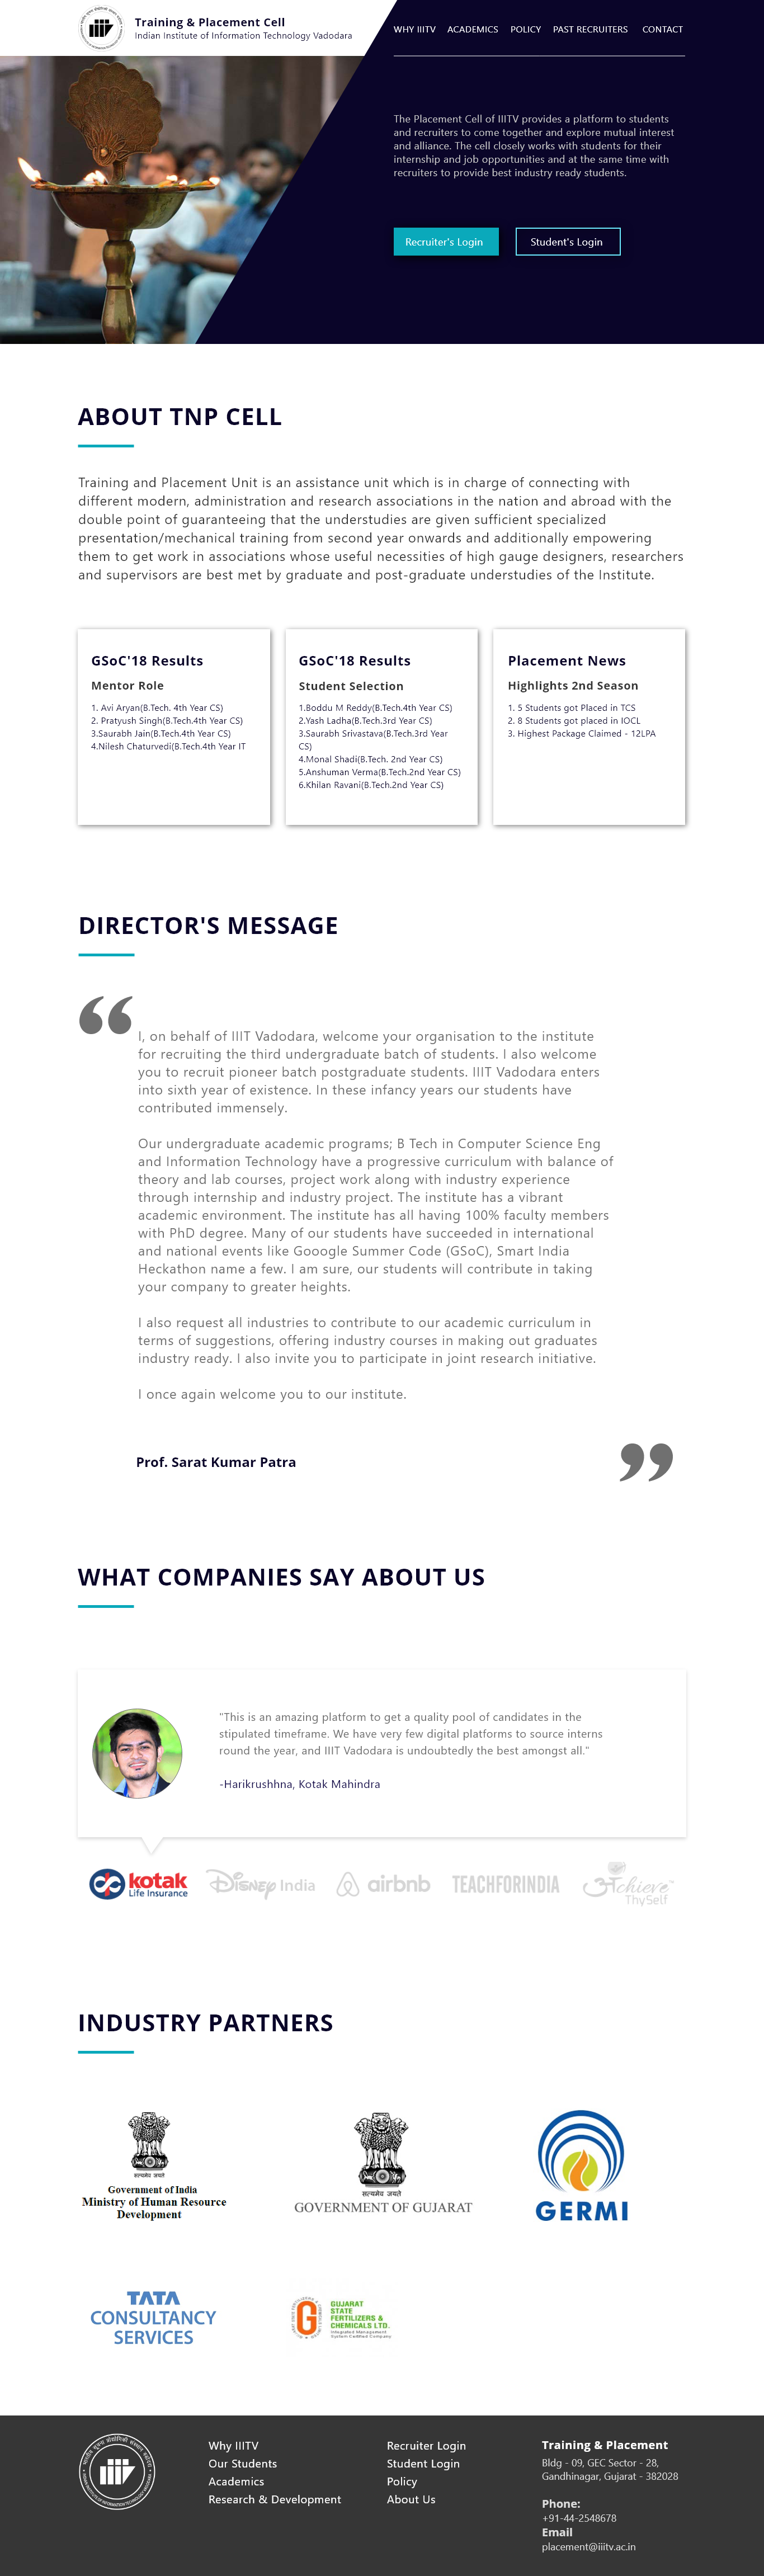 Training & Placement Cell
Indian Institute of Information Technology Vadodara
WHY IIITV ACADEMICS POLICY PAST RECRUITERS CONTACT
The Placement Cell of IIITV provides a platform to students
and recruiters to come together and explore mutual interest
and alliance. The cell closely works with students for their
internship and job opportunities and at the same time with
recruiters to provide best industry ready students.
Recruiter's Login Student's Login
ABOUT TNP CELL
Training and Placement Unit is an assistance unit which is in charge of connecting with
different modern, administration and research associations in the nation and abroad with the
double point of guaranteeing that the understudies are given sufficient specialized
presentation/mechanical training from second year onwards and additionally empowering
them to get work in associations whose useful necessities of high gauge designers, researchers
and supervisors are best met by graduate and post-graduate understudies of the Institute.
GSoC'18 Results
Mentor Role
1. Avi Aryan(B.Tech. 4th Year CS)
2. Pratyush Singh(B.Tech.4th Year CS)
3.Saurabh Jain(B.Tech.4th Year CS)
4.Nilesh Chaturvedi(B.Tech.4th Year IT
GSoC'18 Results
Student Selection
1.Boddu M Reddy(B.Tech.4th Year CS)
2.Yash Ladha(B.Tech.3rd Year CS)
3.Saurabh Srivastava(B.Tech.3rd Year
CS)
4.Monal Shadi(B.Tech. 2nd Year CS)
5.Anshuman Verma(B.Tech.2nd Year CS)
6.Khilan Ravani(B.Tech.2nd Year CS)
Placement News
Highlights 2nd Season
1. 5 Students got Placed in TCS
2. 8 Students got placed in IOCL
3. Highest Package Claimed - 12LPA
DIRECTOR'S MESSAGE
“
I, on behalf of IIIT Vadodara, welcome your organisation to the institute
for recruiting the third undergraduate batch of students. I also welcome
you to recruit pioneer batch postgraduate students. IIIT Vadodara enters
into sixth year of existence. In these infancy years our students have
contributed immensely.
Our undergraduate academic programs; B Tech in Computer Science Eng
and Information Technology have a progressive curriculum with balance of
theory and lab courses, project work along with industry experience
through internship and industry project. The institute has a vibrant
academic environment. The institute has all having 100% faculty members
with PhD degree. Many of our students have succeeded in international
and national events like Gooogle Summer Code (GSoC), Smart India
Heckathon name a few. I am sure, our students will contribute in taking
your company to greater heights.
I also request all industries to contribute to our academic curriculum in
terms of suggestions, offering industry courses in making out graduates
industry ready. I also invite you to participate in joint research initiative.
I once again welcome you to our institute.
Prof. Sarat Kumar Patra
”
WHAT COMPANIES SAY ABOUT US
"This is an amazing platform to get a quality pool of candidates in the
stipulated timeframe. We have very few digital platforms to source interns
round the year, and IIIT Vadodara is undoubtedly the best amongst all."
-Harikrushhna, Kotak Mahindra
kotak
Life Insurance
Disney India
airbnb
TEACHFORINDIA
अchieve
ThySelf
INDUSTRY PARTNERS
सत्यमेव जयते
Government of India
Ministry of Human Resource
Development
सत्यमेव जयते
GOVERNMENT OF GUJARAT
GERMI
TATA
CONSULTANCY
SERVICES
GUJARAT
STATE
FERTILIZERS &
CHEMICALS LTD.
Integrated Management
System Certified Company
Why IIITV
Our Students
Academics
Research & Development
Recruiter Login
Student Login
Policy
About Us
Training & Placement
Bldg - 09, GEC Sector - 28,
Gandhinagar, Gujarat - 382028
Phone:
+91-44-2548678
Email
placement@iiitv.ac.in